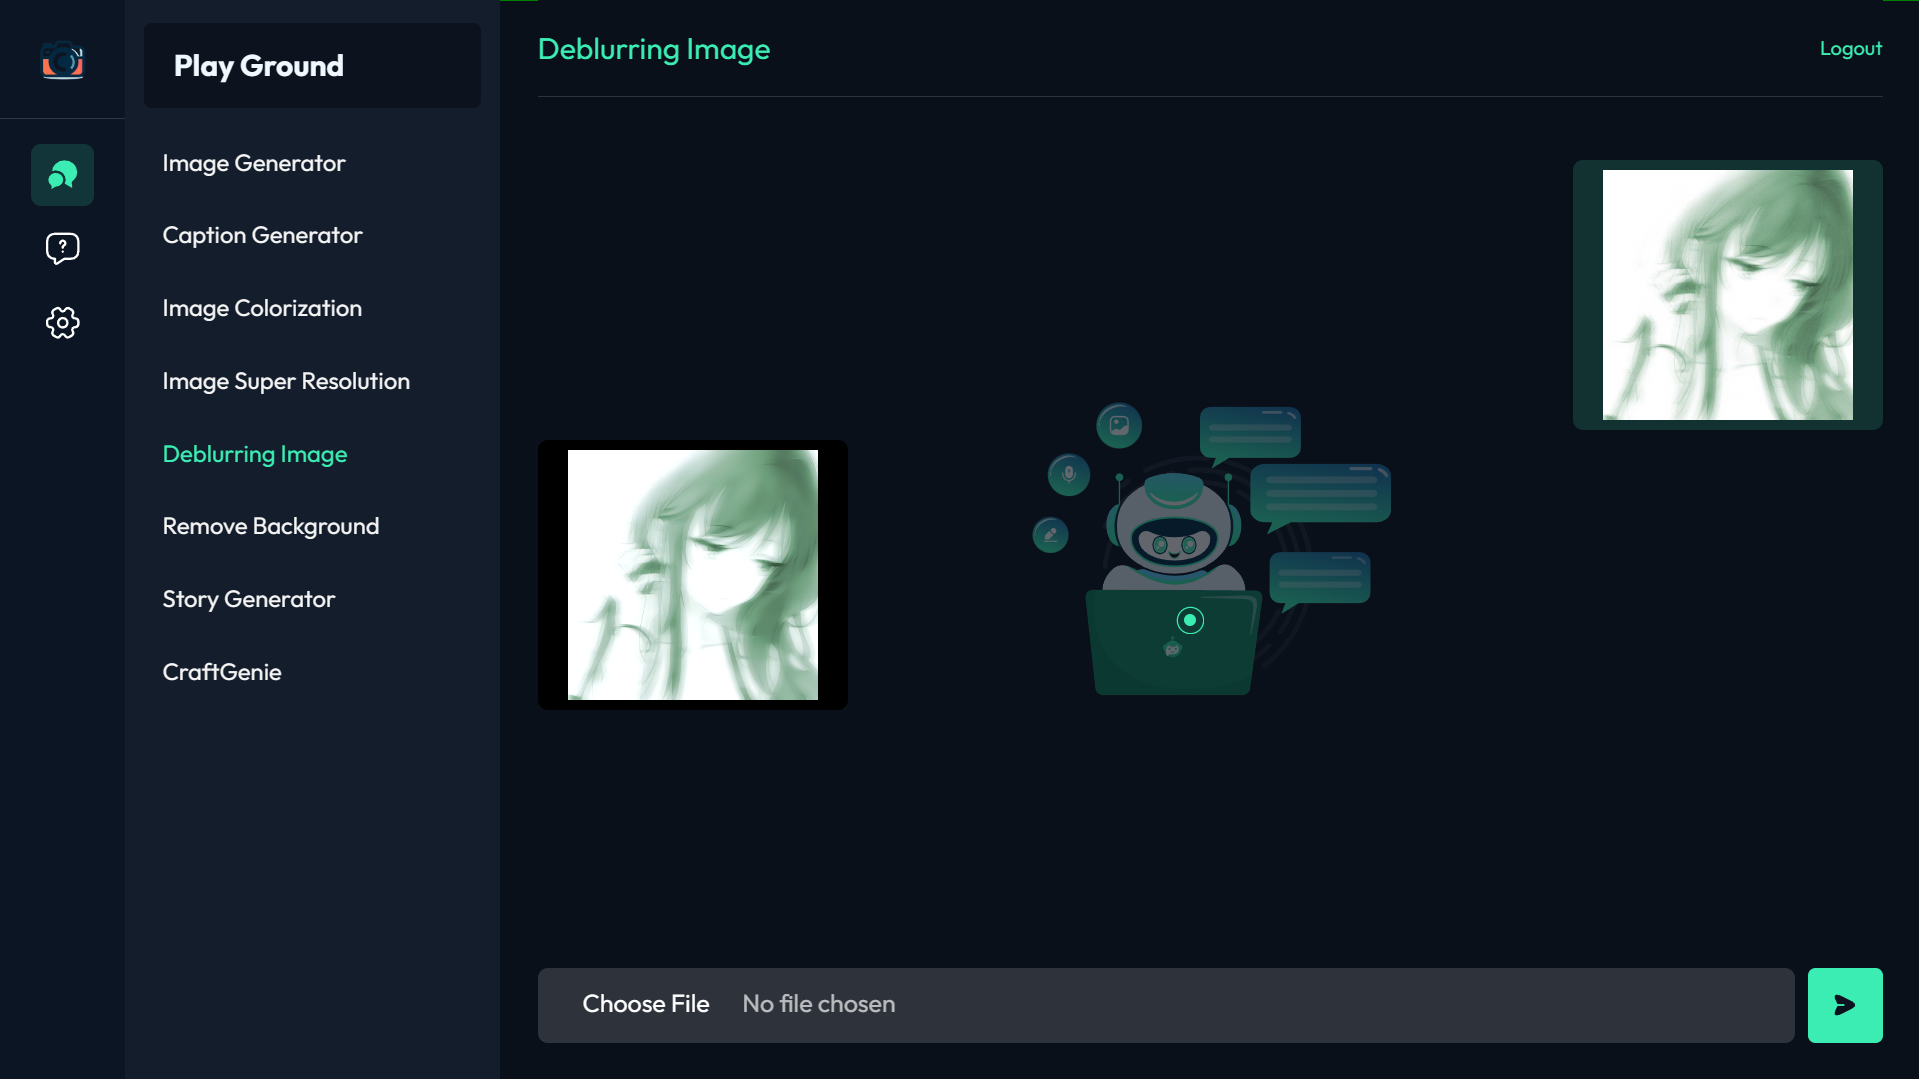 Play Ground
Image Generator
Caption Generator
Image Colorization
Image Super Resolution
Deblurring Image
Remove Background
Story Generator
CraftGenie
Deblurring Image
Logout
Choose File No file chosen